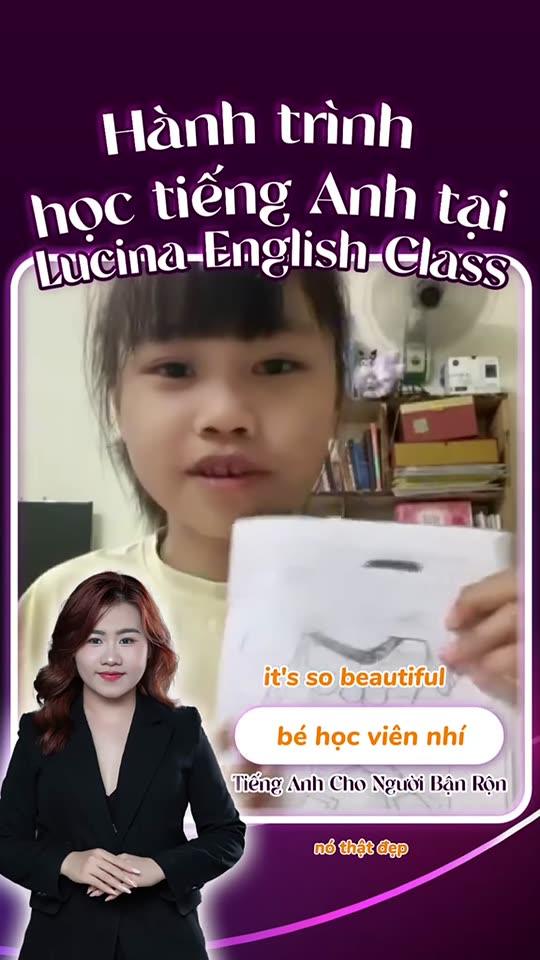 Hành trình
học tiếng Anh tại
Lucina English Class
it's so beautiful
bé học viên nhí
Tiếng Anh Cho Người Bận Rộn
nó thật đẹp